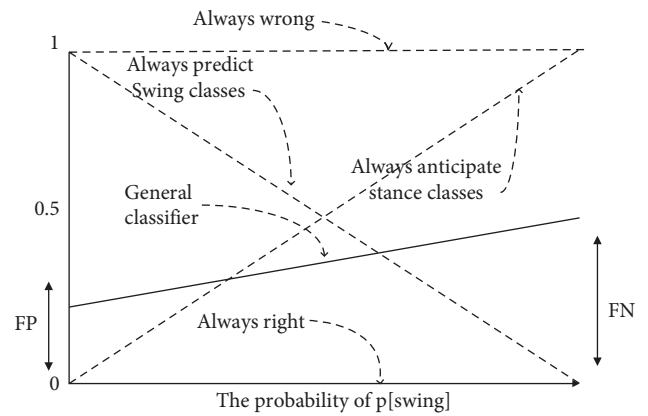 Always wrong
1
Always predict
Swing classes
Always anticipate
stance classes
General
classifier
0.5
FP
Always right
FN
0
The probability of p[swing]